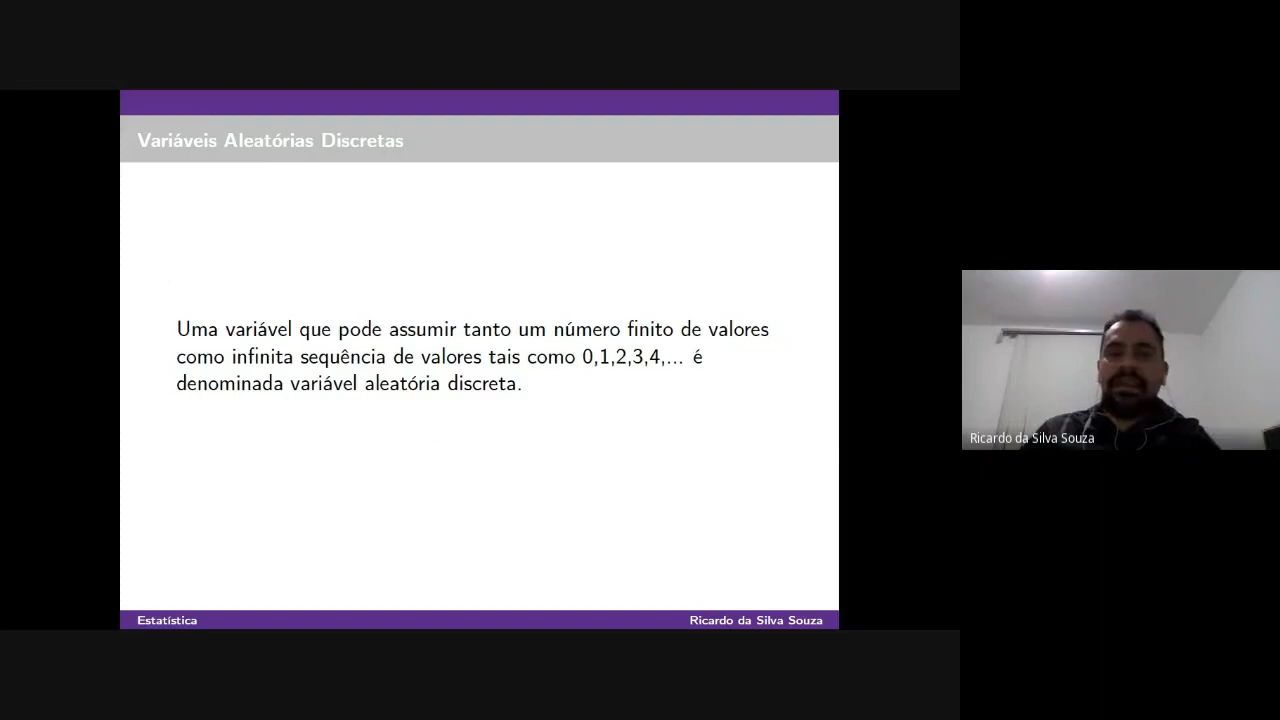 Variáveis Aleatórias Discretas
Uma variável que pode assumir tanto um número finito de valores
como infinita sequência de valores tais como 0,1,2,3,4,... é
denominada variável aleatória discreta.
Estatística
Ricardo da Silva Souza
Ricardo da Silva Souza